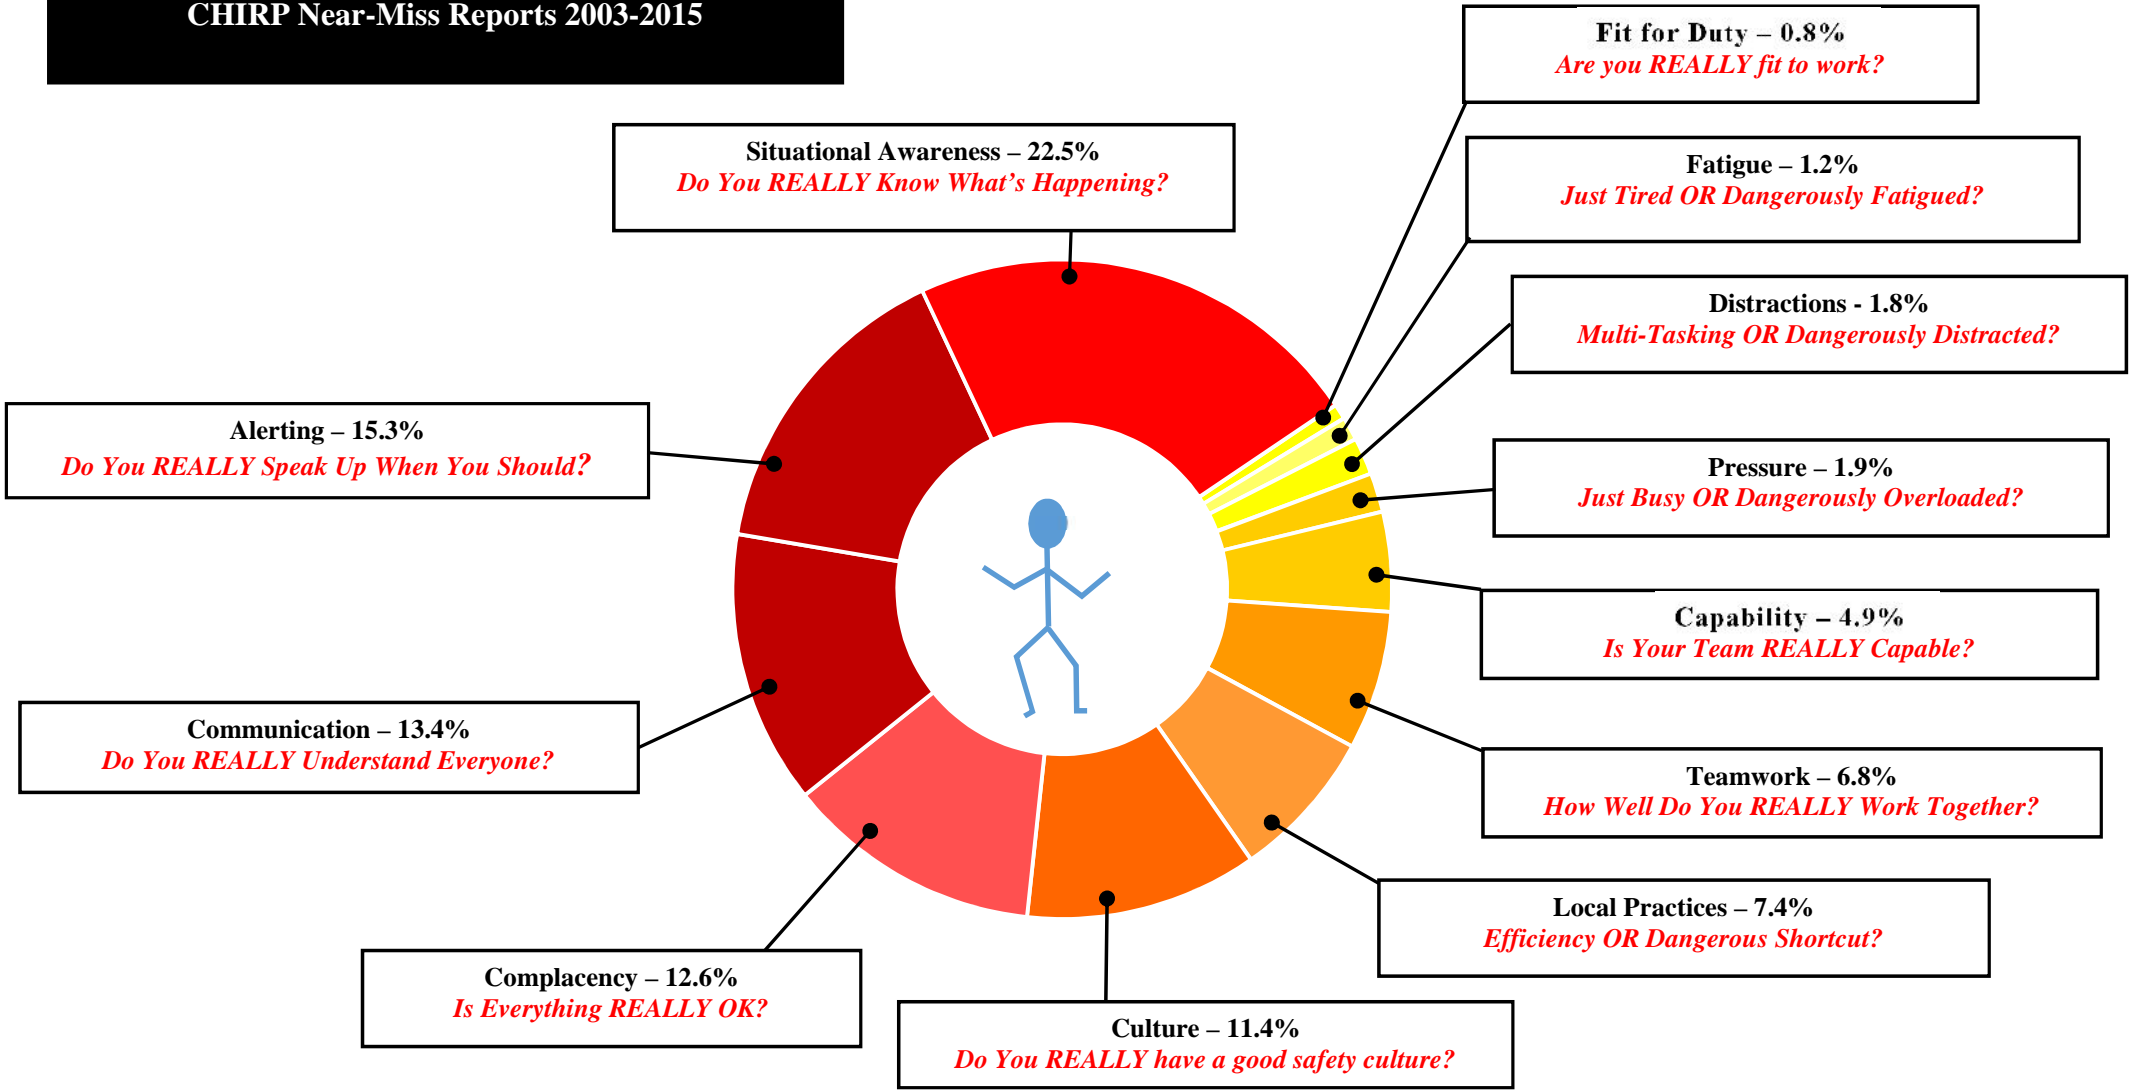 CHIRP Near-Miss Reports 2003-2015
Fit for Duty – 0.8%
Are you REALLY fit to work?
Situational Awareness – 22.5%
Do You REALLY Know What’s Happening?
Fatigue – 1.2%
Just Tired OR Dangerously Fatigued?
Distractions - 1.8%
Multi-Tasking OR Dangerously Distracted?
Alerting – 15.3%
Do You REALLY Speak Up When You Should?
Pressure – 1.9%
Just Busy OR Dangerously Overloaded?
Capability – 4.9%
Is Your Team REALLY Capable?
Communication – 13.4%
Do You REALLY Understand Everyone?
Teamwork – 6.8%
How Well Do You REALLY Work Together?
Local Practices – 7.4%
Efficiency OR Dangerous Shortcut?
Complacency – 12.6%
Is Everything REALLY OK?
Culture – 11.4%
Do You REALLY have a good safety culture?